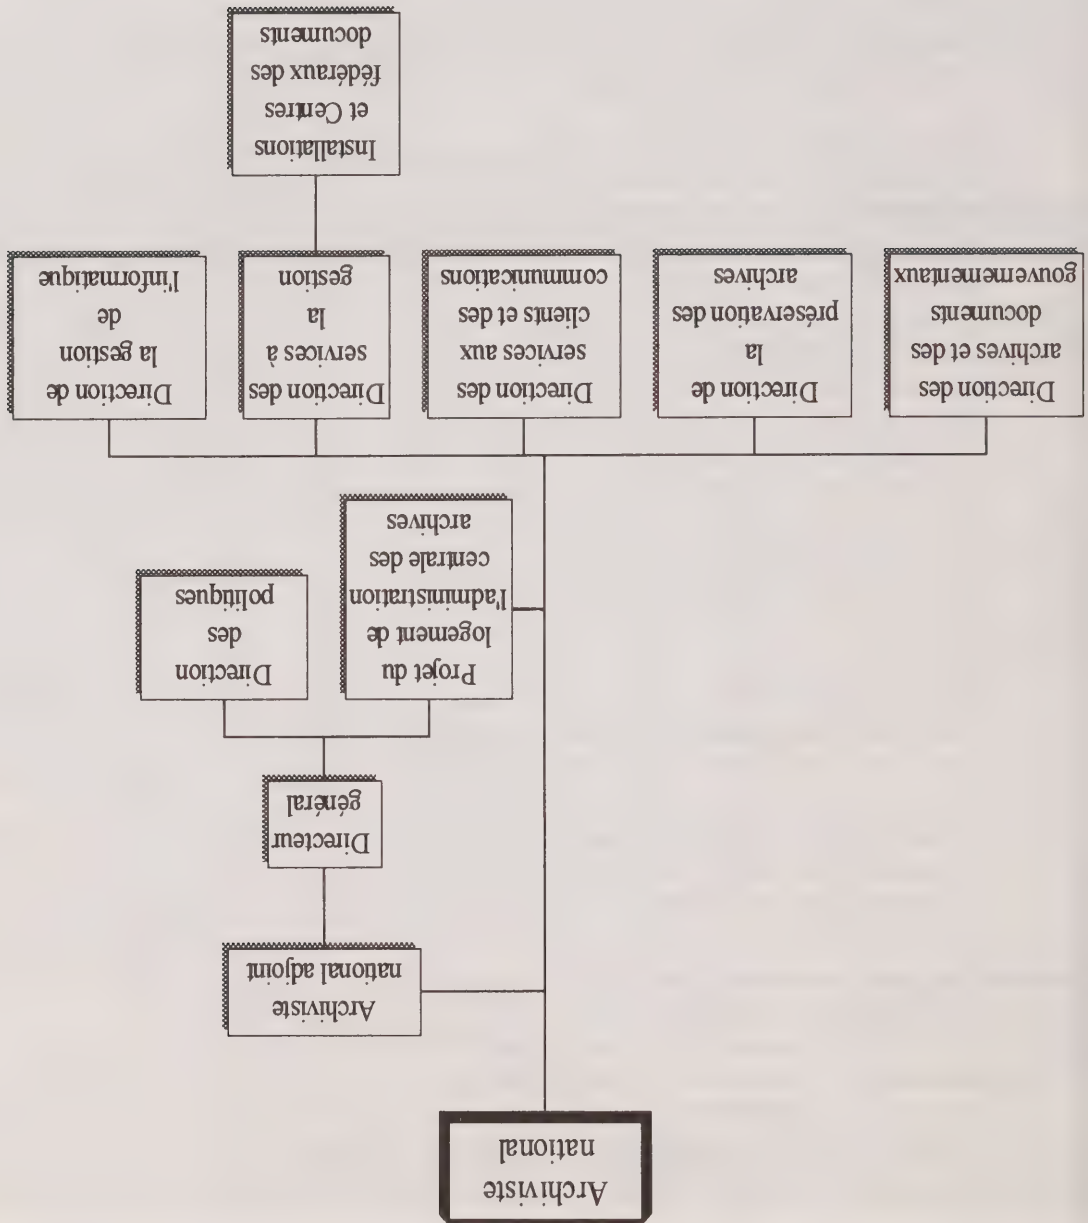 Archiviste
national
Archiviste
national adjoint
Directeur
général
Projet du
logement de
l'administration
centrale des
archives
Direction
des
politiques
Direction des
archives et des
documents
gouvernementaux
Direction de
la
préservation des
archives
Direction des
services aux
clients et des
communications
Direction des
services à
la
gestion
Direction de
la gestion
de
l'informatique
Installations
et Centres
fédéraux des
documents